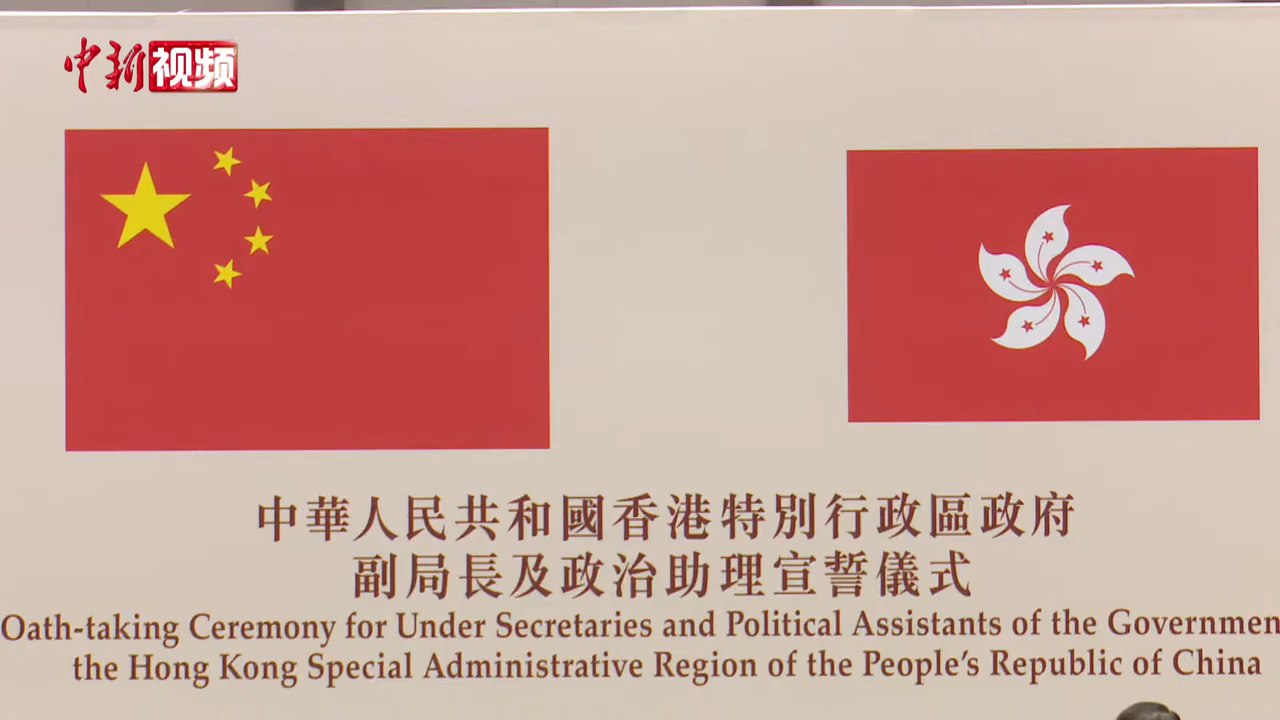 中新视频
中華人民共和國香港特別行政區政府
副局長及政治助理宣誓儀式
Oath-taking Ceremony for Under Secretaries and Political Assistants of the Governmen
the Hong Kong Special Administrative Region of the People's Republic of China